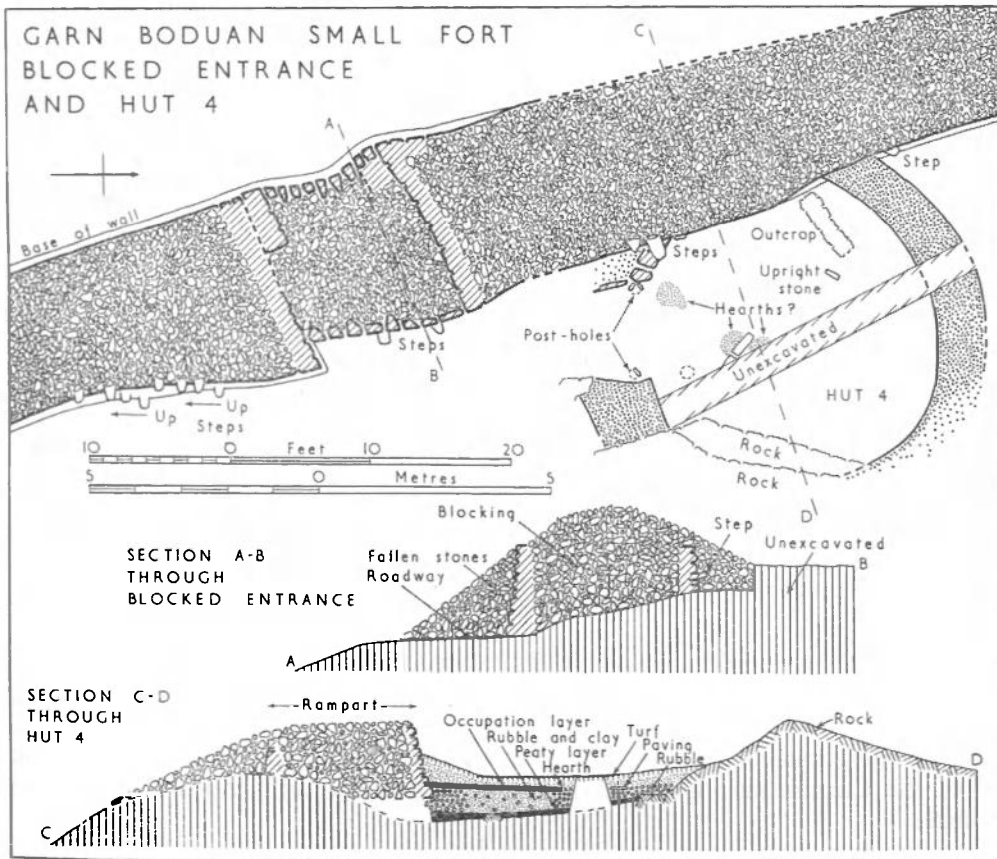 GARN BODUAN SMALL FORT
BLOCKED ENTRANCE
AND HUT 4
C
A
Step
Base of wall
Outcrop
Steps
Upright
stone
Hearths?
Post-holes
Steps
B
Unexcavated
HUT 4
Up
Up
Steps
Rock
Rock
10 Feet 0 10 20
5 Metres 0 5
D
Blocking
Step
Unexcavated
SECTION A-B
THROUGH
BLOCKED ENTRANCE
Fallen stones
Roadway
B
A
SECTION C-D
THROUGH
HUT 4
Rampart
Occupation layer
Rubble and clay
Peaty layer
Hearth
Turf
Paving
Rubble
Rock
D
C